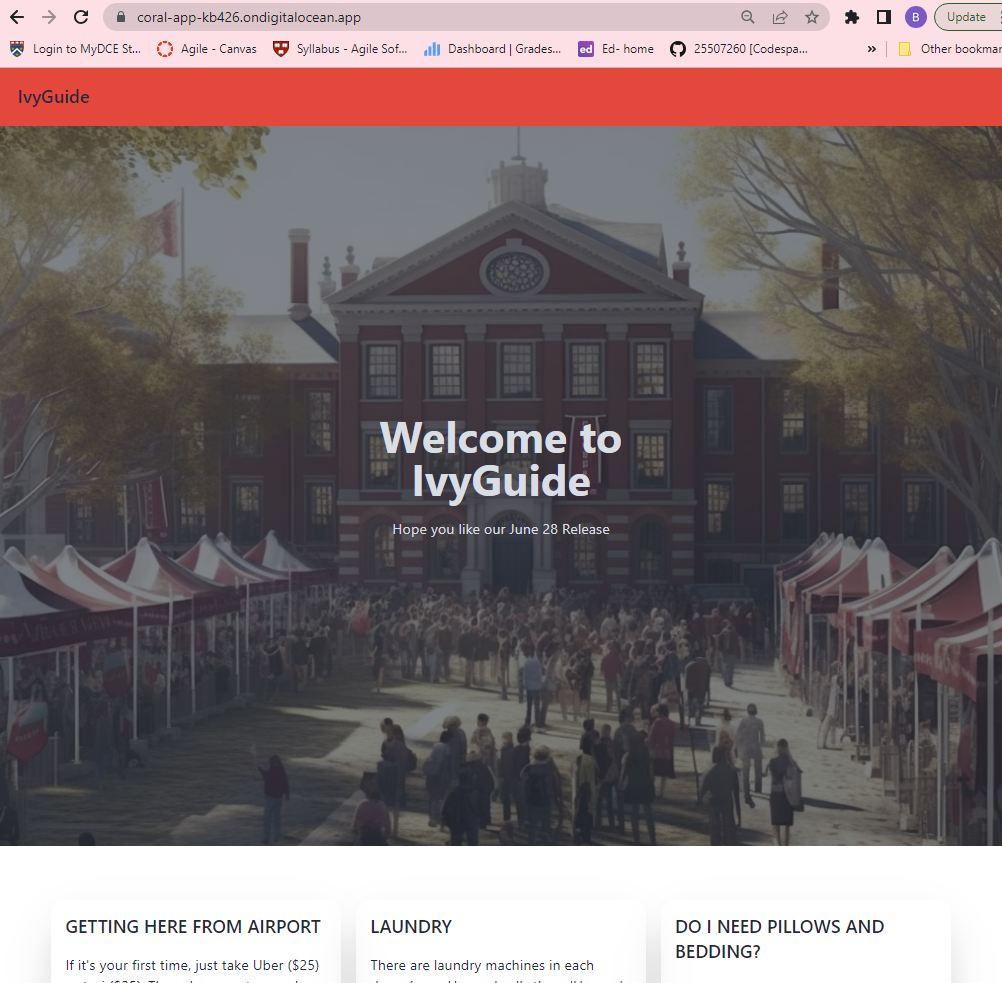 coral-app-kb426.ondigitalocean.app
B
Update
Login to MyDCE St...
Agile - Canvas
Syllabus - Agile Sof...
Dashboard | Grades...
ed
Ed- home
25507260 [Codespa...
»
Other bookmar
IvyGuide
Welcome to
IvyGuide
Hope you like our June 28 Release
GETTING HERE FROM AIRPORT
If it's your first time, just take Uber ($25)
LAUNDRY
There are laundry machines in each
DO I NEED PILLOWS AND
BEDDING?